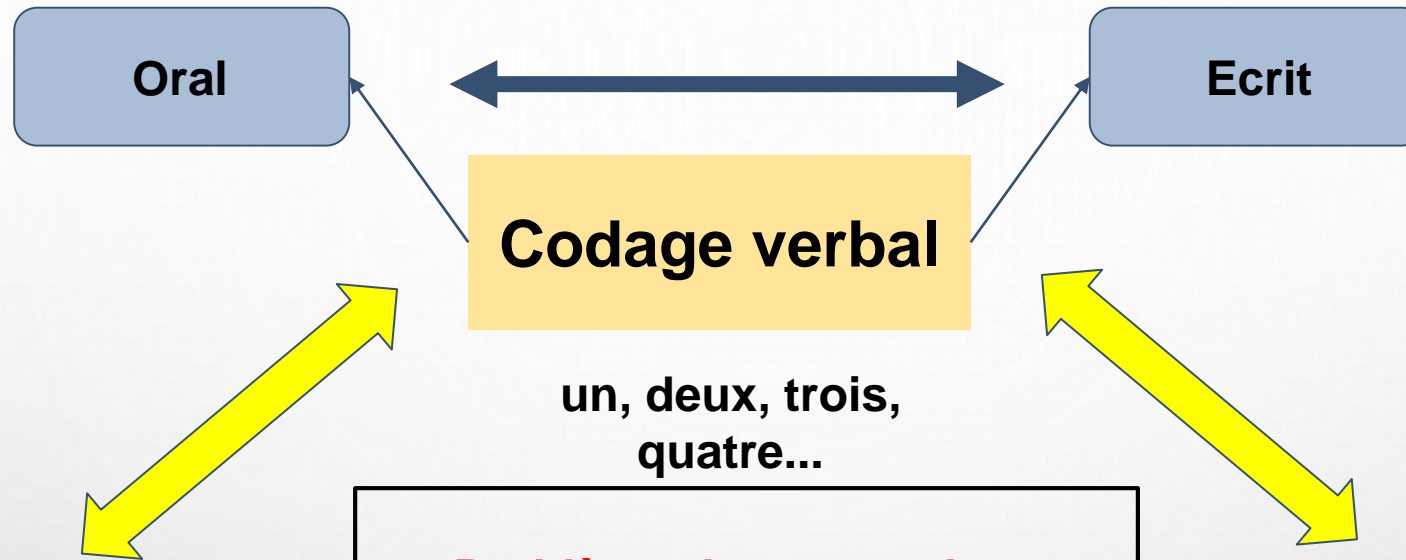 Oral
Ecrit
Codage verbal
un, deux, trois,
quatre...